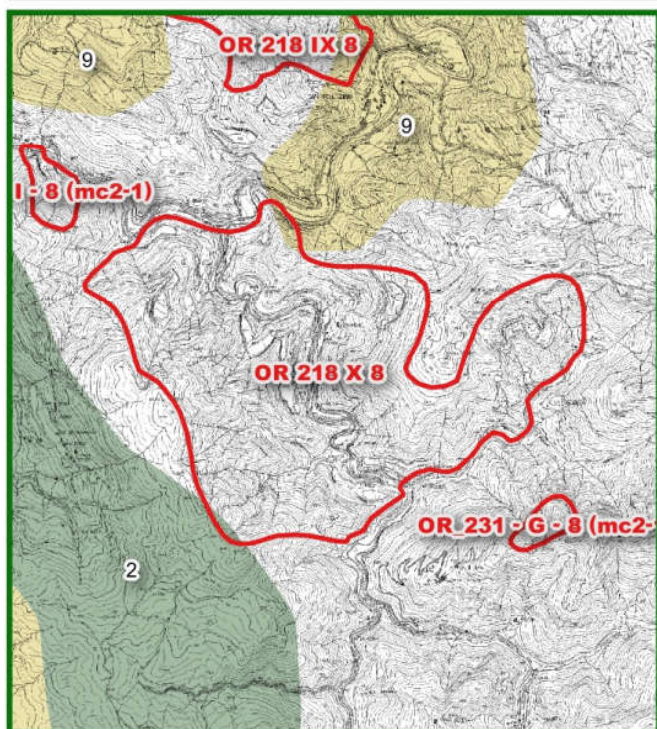 OR 218 IX 8
9
9
I - 8 (mc2-1)
OR 218 X 8
OR_231 - G - 8 (mc2-
2